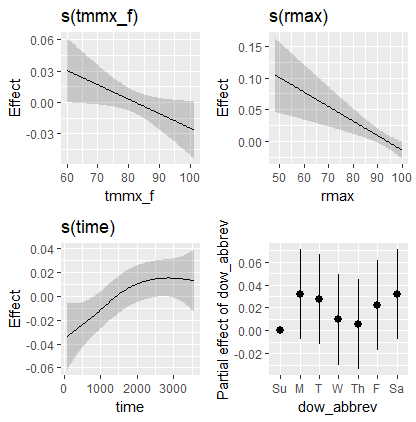 s(tmmx_f)
0.06
0.03
0.00
-0.03
Effect
60 70 80 90 100
tmmx_f
s(rmax)
0.15
0.10
0.05
0.00
Effect
50 60 70 80 90 100
rmax
s(time)
0.04
0.02
0.00
-0.02
-0.04
-0.06
Effect
0 1000 2000 3000
time
0.06
0.04
0.02
0.00
-0.02
Partial effect of dow_abbrev
Su M T W Th F Sa
dow_abbrev